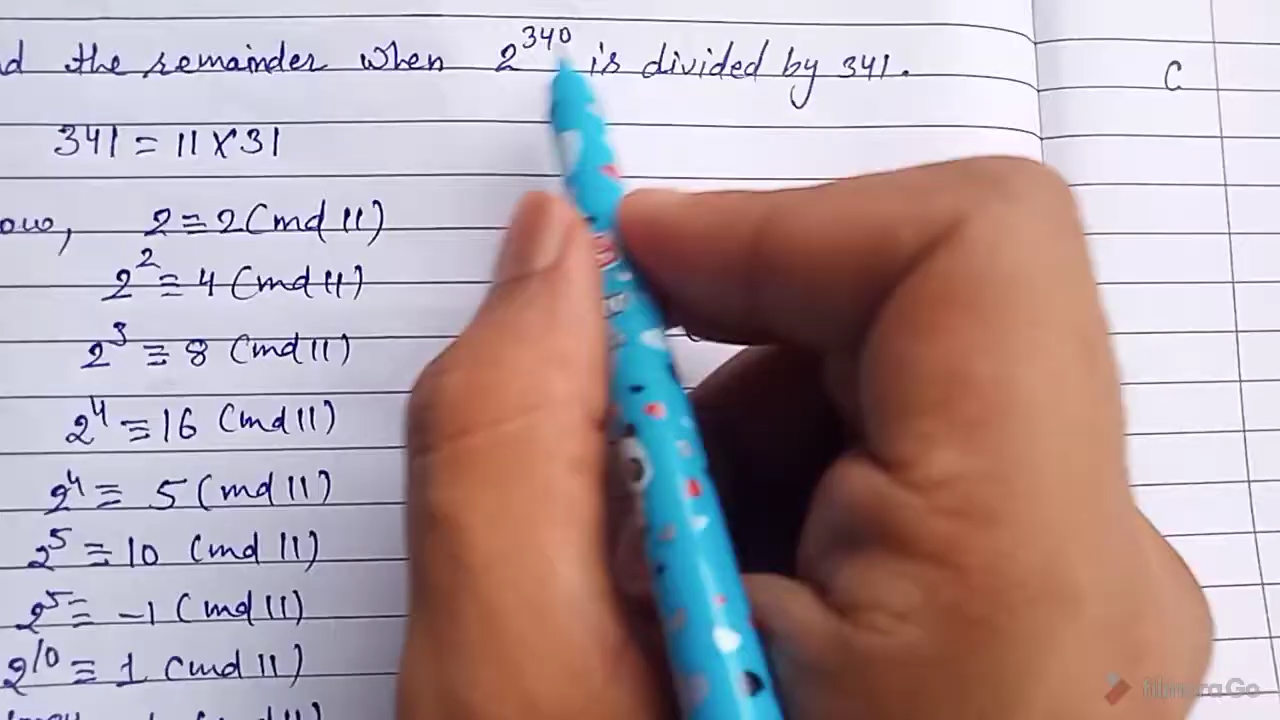 d the remainder when 2^340 is divided by 341.
C
341 = 11 × 31
ow, 2 ≡ 2 (md 11)
2^2 ≡ 4 (md 11)
2^3 ≡ 8 (md 11)
2^4 ≡ 16 (md 11)
2^4 ≡ 5 (md 11)
2^5 ≡ 10 (md 11)
2^5 ≡ -1 (md 11)
2^10 ≡ 1 (md 11)
filmoraGo